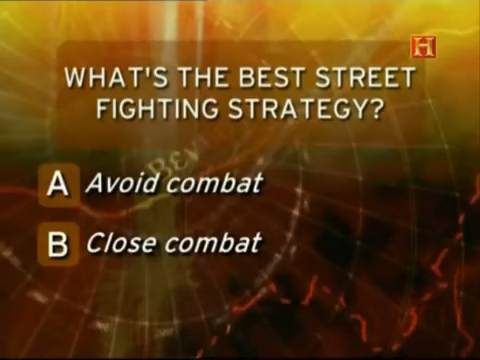 H
WHAT'S THE BEST STREET
FIGHTING STRATEGY?
A Avoid combat
B Close combat